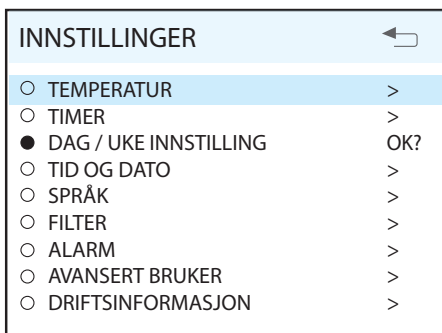 INNSTILLINGER
TEMPERATUR >
TIMER >
DAG / UKE INNSTILLING OK?
TID OG DATO >
SPRÅK >
FILTER >
ALARM >
AVANSERT BRUKER >
DRIFTSINFORMASJON >